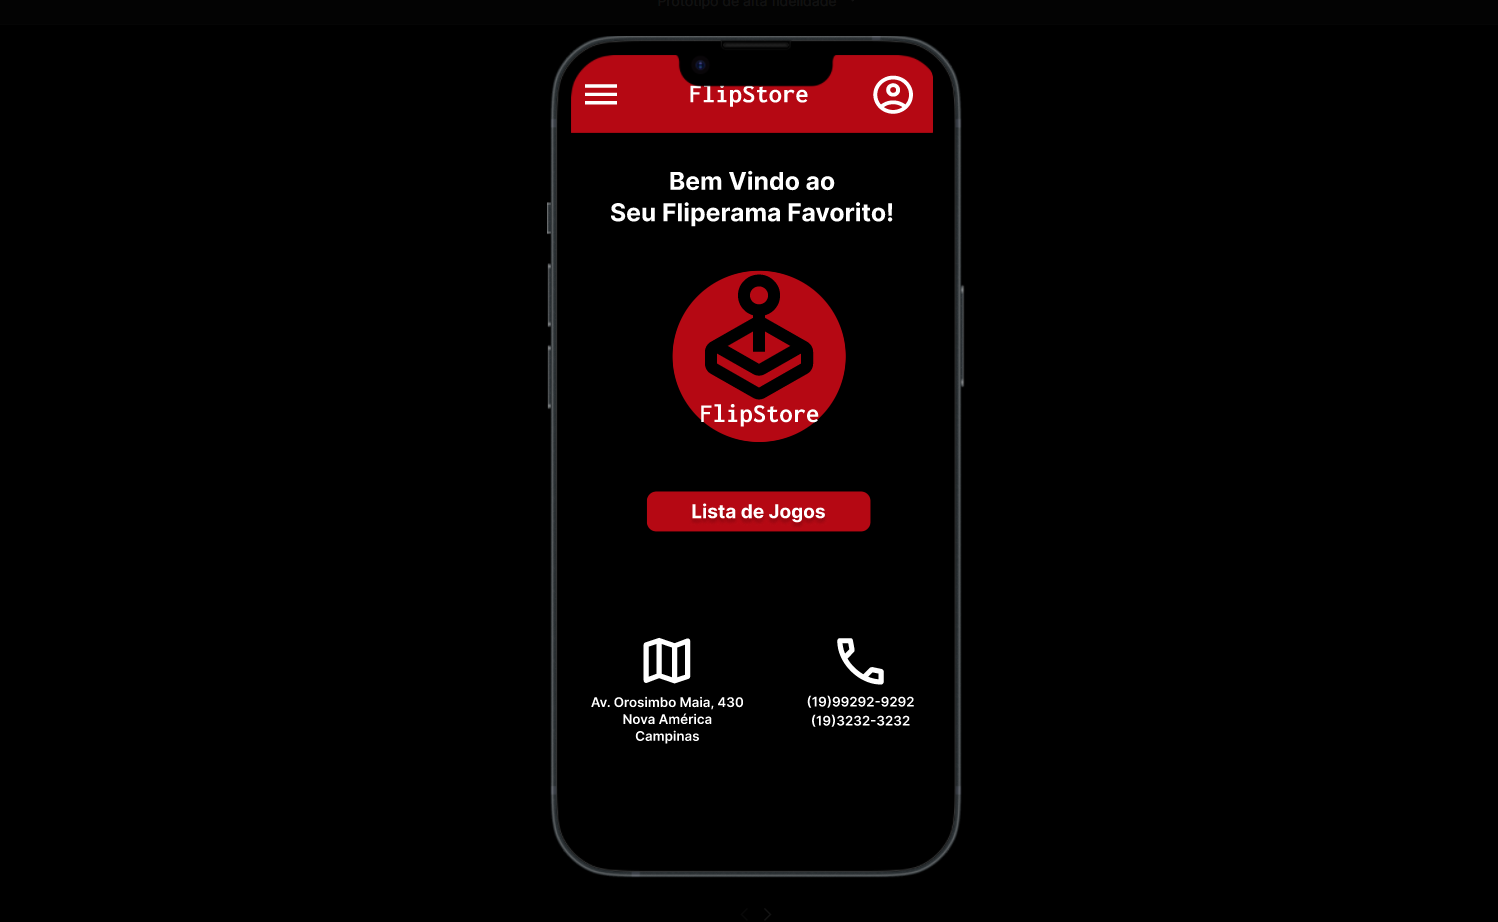 Protótipo de alta fidelidade
FlipStore
Bem Vindo ao
Seu Fliperama Favorito!
FlipStore
Lista de Jogos
Av. Orosimbo Maia, 430
Nova América
Campinas
(19)99292-9292
(19)3232-3232